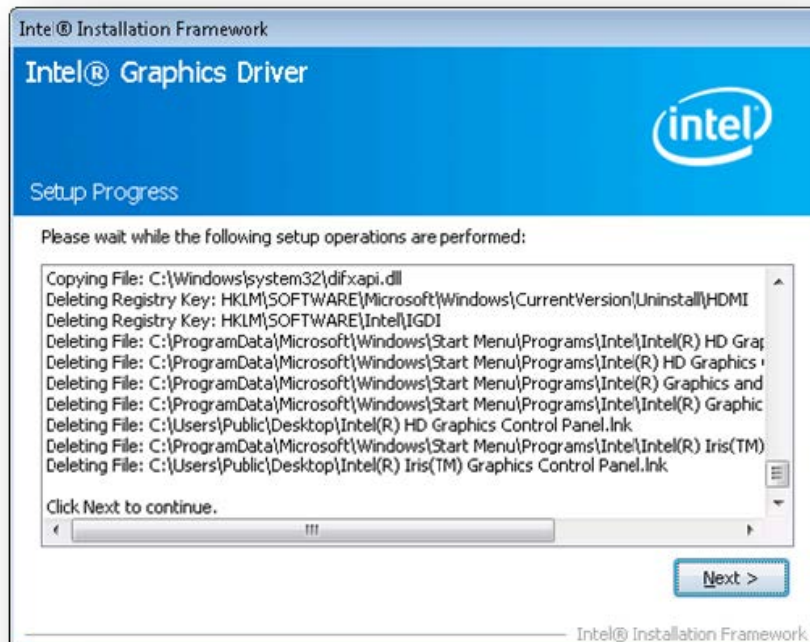 Intel® Installation Framework
Intel® Graphics Driver
intel
Setup Progress
Please wait while the following setup operations are performed:
Copying File: C:\Windows\system32\difxapi.dll
Deleting Registry Key: HKLM\SOFTWARE\Microsoft\Windows\CurrentVersion\Uninstall\HDMI
Deleting Registry Key: HKLM\SOFTWARE\Intel\IGDI
Deleting File: C:\ProgramData\Microsoft\Windows\Start Menu\Programs\Intel\Intel(R) HD Grap
Deleting File: C:\ProgramData\Microsoft\Windows\Start Menu\Programs\Intel\Intel(R) HD Graphics
Deleting File: C:\ProgramData\Microsoft\Windows\Start Menu\Programs\Intel\Intel(R) Graphics and
Deleting File: C:\ProgramData\Microsoft\Windows\Start Menu\Programs\Intel\Intel(R) Graphic
Deleting File: C:\Users\Public\Desktop\Intel(R) HD Graphics Control Panel.lnk
Deleting File: C:\ProgramData\Microsoft\Windows\Start Menu\Programs\Intel\Intel(R) Iris(TM)
Deleting File: C:\Users\Public\Desktop\Intel(R) Iris(TM) Graphics Control Panel.lnk
Click Next to continue.
Next >
Intel® Installation Framework